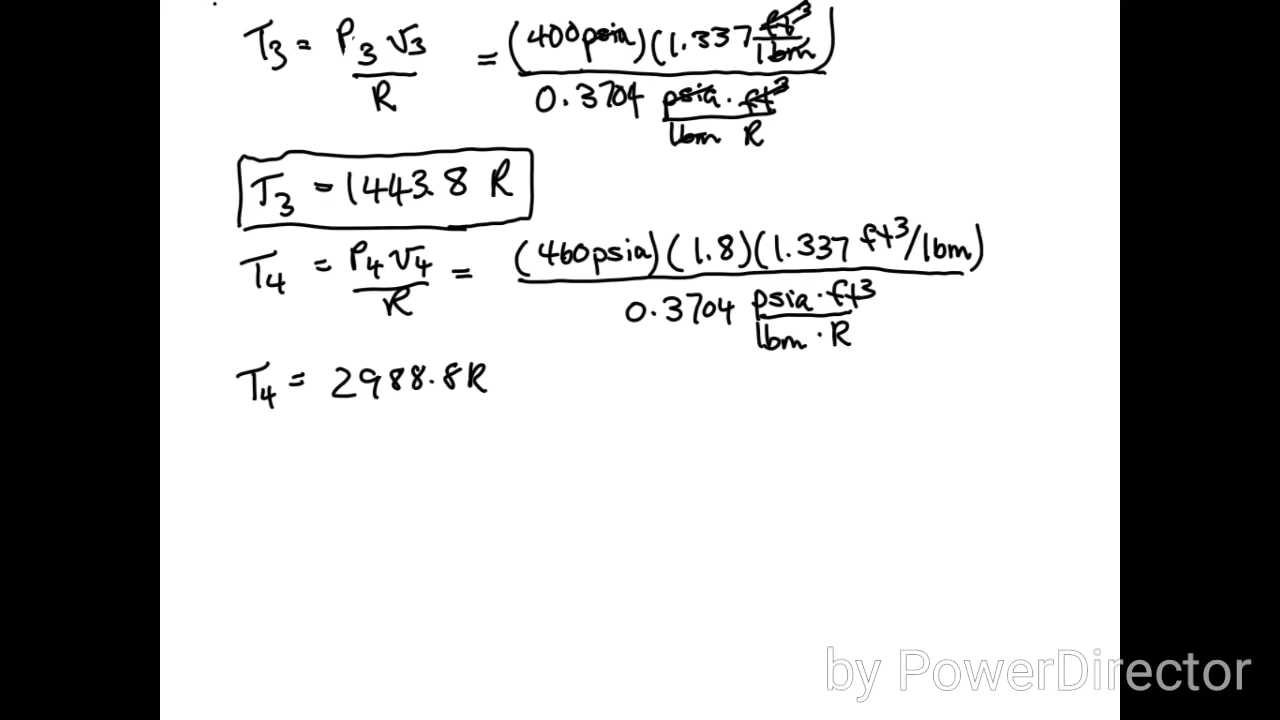 T3 = P3 v3 / R = (400 psia)(1.337 ft³/lbm) / 0.3704 psia · ft³ / lbm R
T3 = 1443.8 R
T4 = P4 v4 / R = (460 psia)(1.8)(1.337 ft³/lbm) / 0.3704 psia · ft³ / lbm · R
T4 = 2988.8 R
by PowerDirector